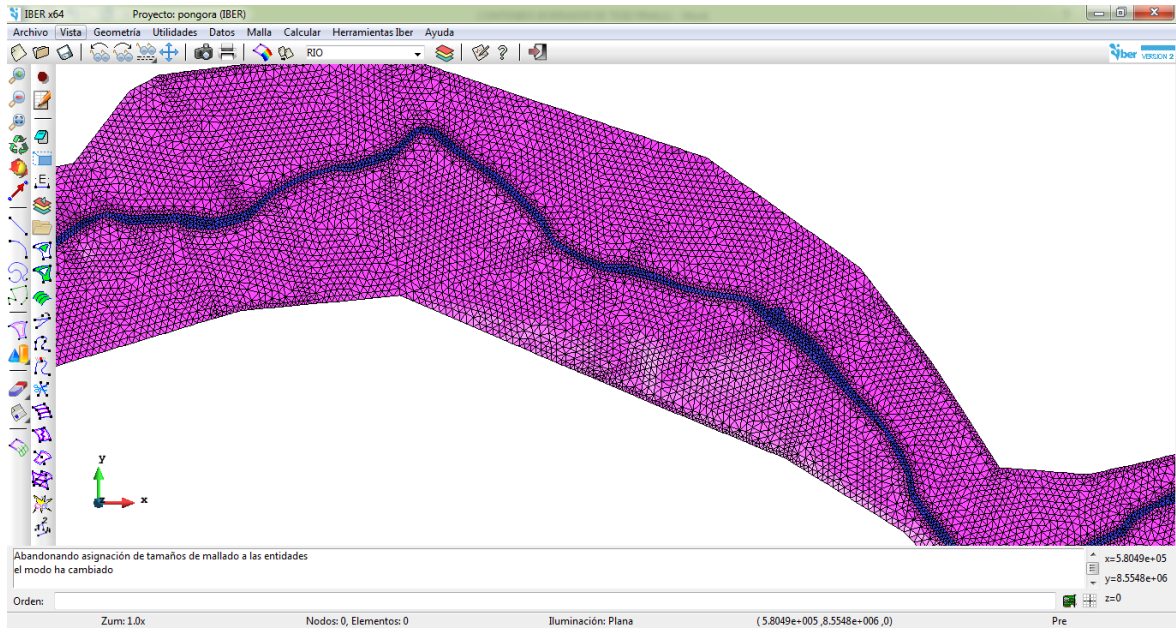 IBER x64 Proyecto: pongora (IBER)
Archivo Vista Geometría Utilidades Datos Malla Calcular Herramientas Iber Ayuda
RIO
iber VERSION 2
y
x
z
Abandonando asignación de tamaños de mallado a las entidades
el modo ha cambiado
x=5.8049e+05
y=8.5548e+06
z=0
Orden:
Zum: 1.0x Nodos: 0, Elementos: 0 Iluminación: Plana ( 5.8049e+005 ,8.5548e+006 ,0) Pre